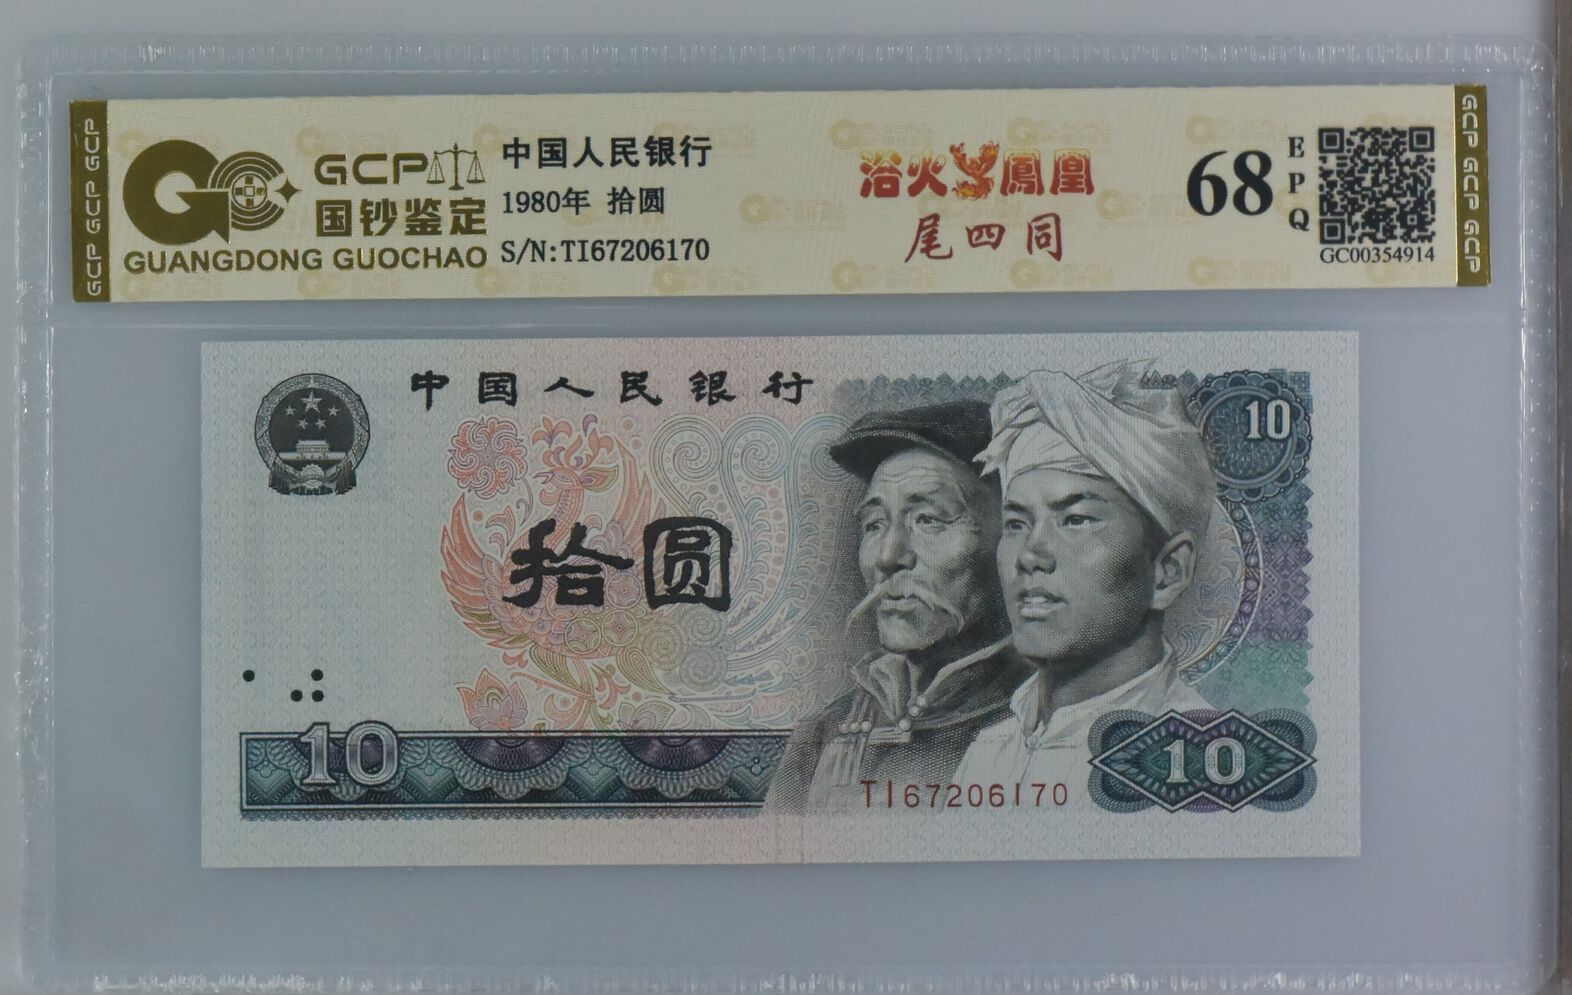 GCP GCP GCP
GCP
国钞鉴定
GUANGDONG GUOCHAO
中国人民银行
1980年 拾圆
S/N:TI67206170
浴火鳳凰
尾四同
68
EPQ
GC00354914
GCP GCP GCP
中国人民银行
10
拾圆
10
TI67206170
10